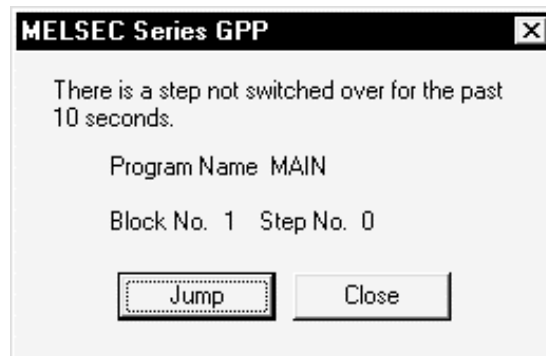 MELSEC Series GPP
There is a step not switched over for the past
10 seconds.
Program Name MAIN
Block No. 1 Step No. 0
Jump Close